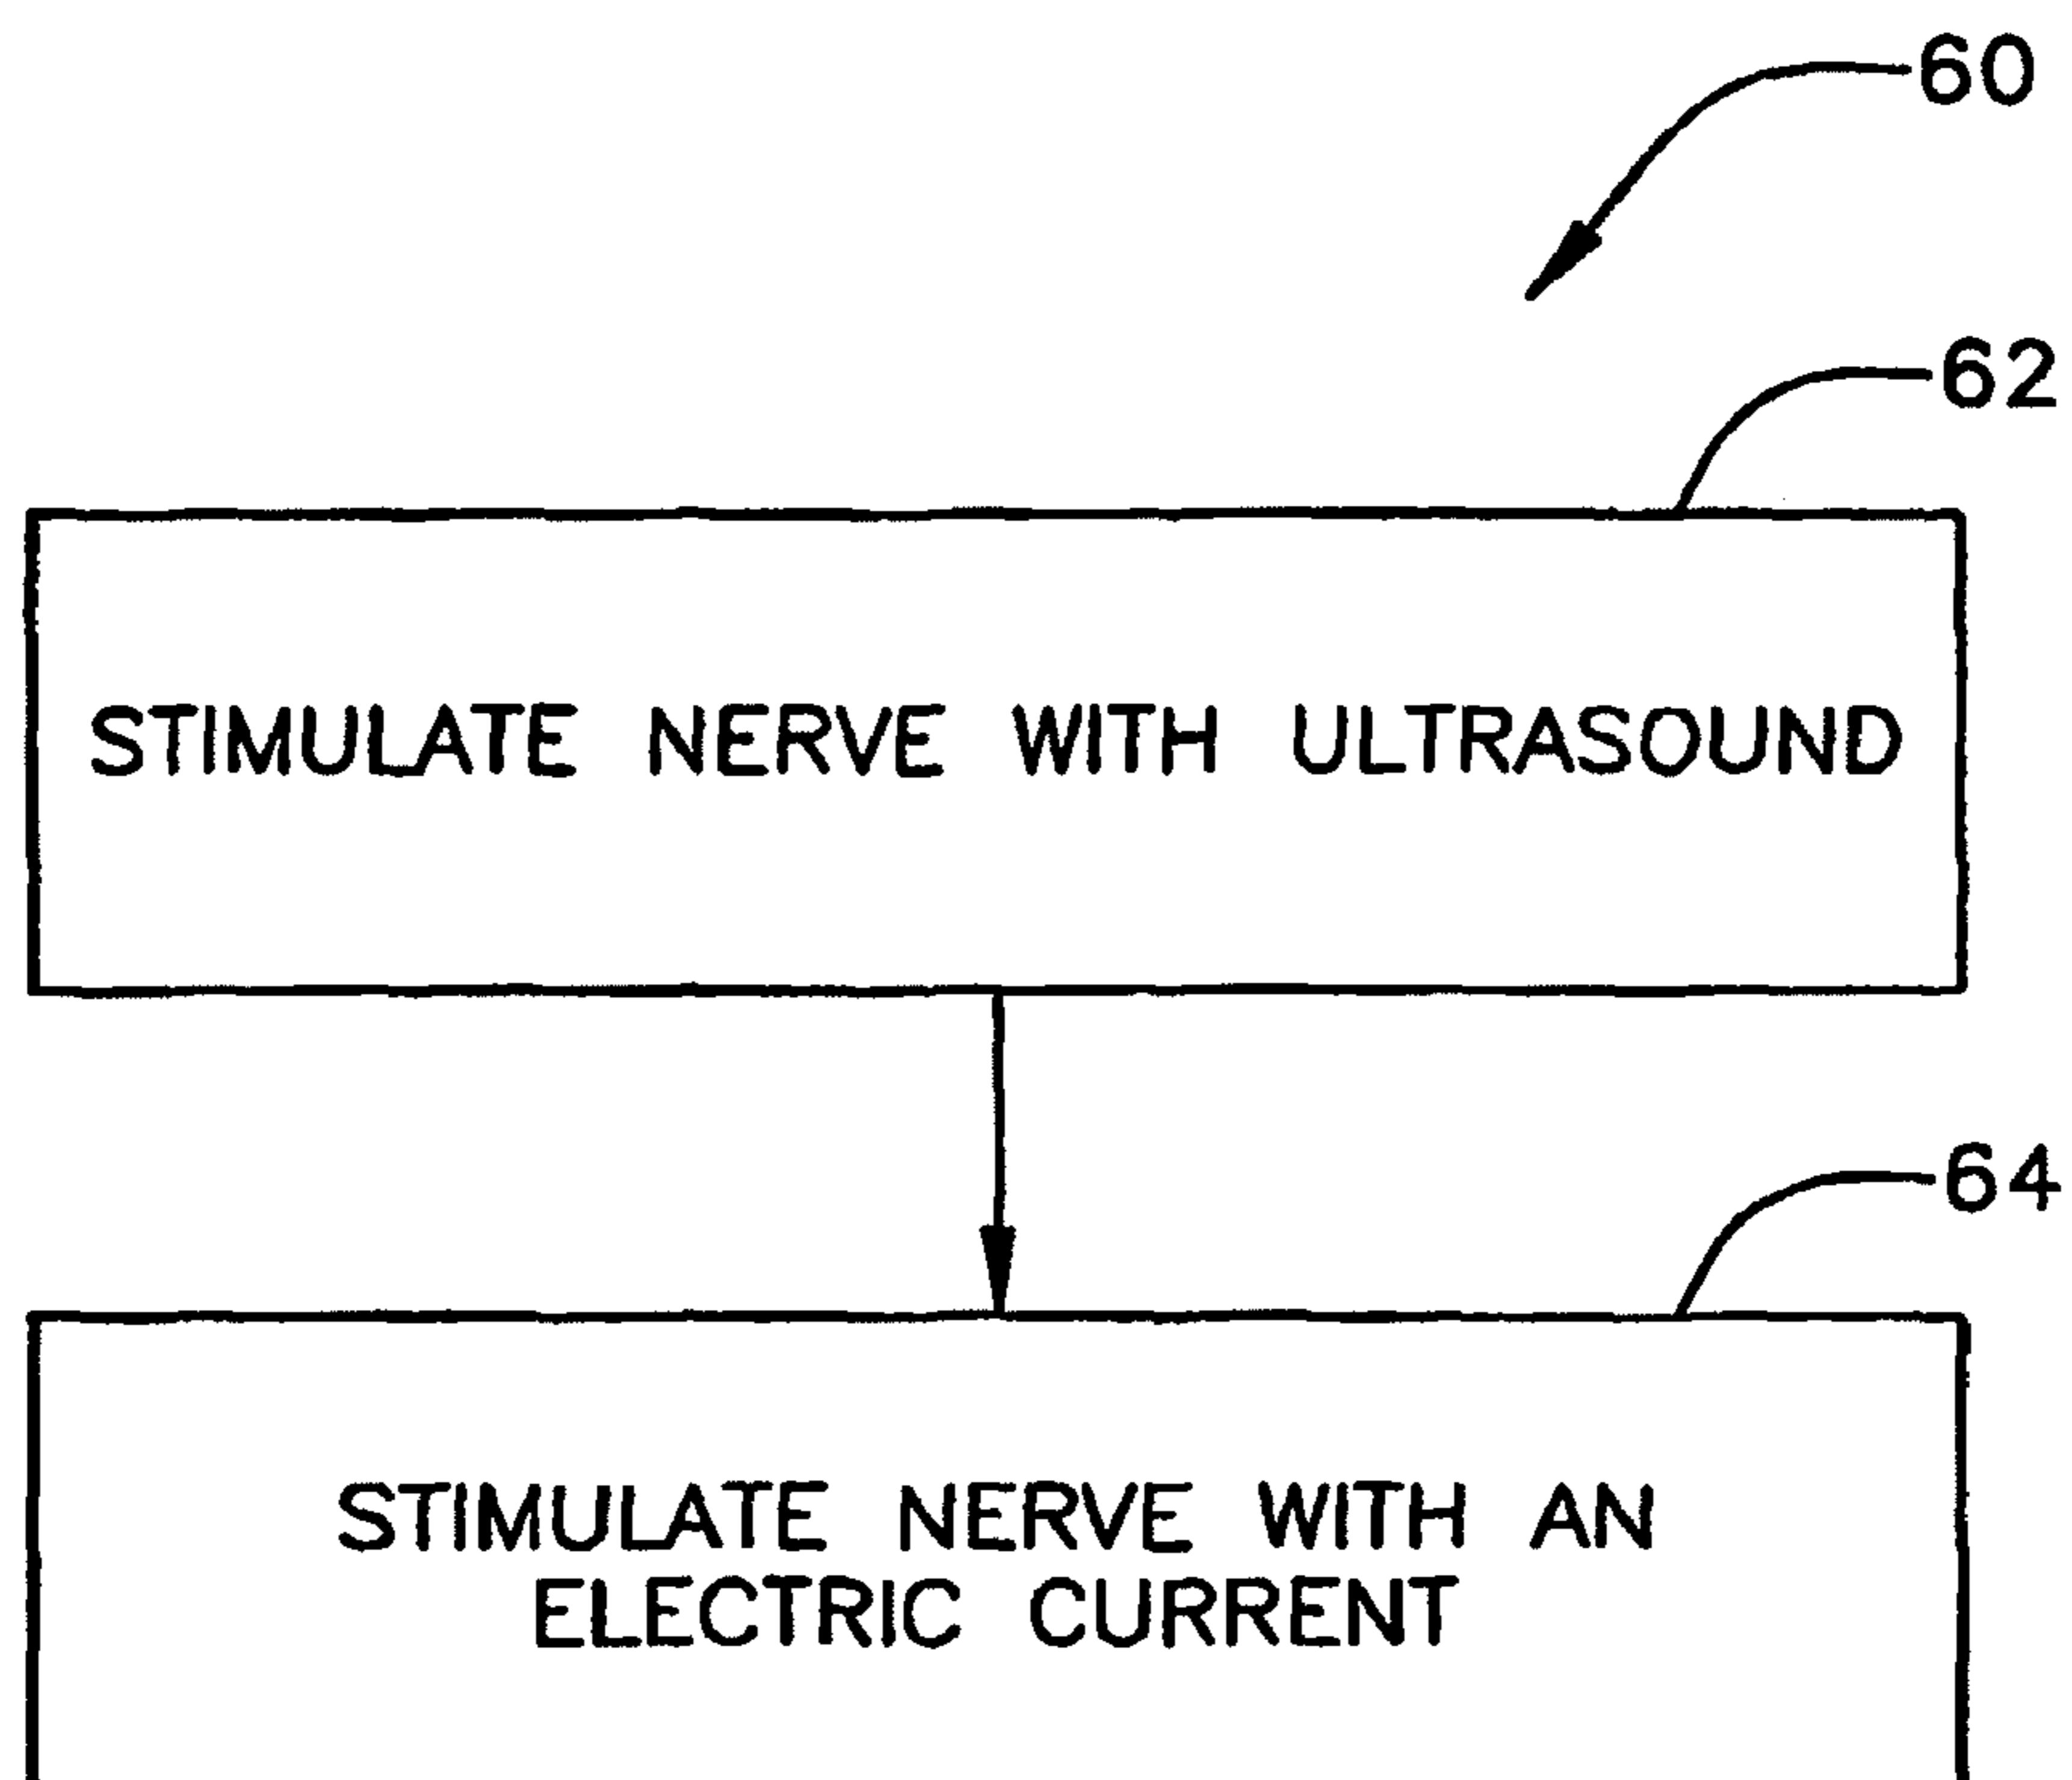 60
62
STIMULATE NERVE WITH ULTRASOUND
64
STIMULATE NERVE WITH AN
ELECTRIC CURRENT